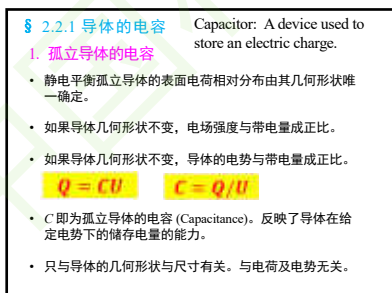 § 2.2.1 导体的电容
Capacitor: A device used to
store an electric charge.
1. 孤立导体的电容
• 静电平衡孤立导体的表面电荷相对分布由其几何形状唯
一确定。
• 如果导体几何形状不变，电场强度与带电量成正比。
• 如果导体几何形状不变，导体的电势与带电量成正比。
Q = CU
C = Q/U
• C 即为孤立导体的电容 (Capacitance)。反映了导体在给
定电势下的储存电量的能力。
• 只与导体的几何形状与尺寸有关。与电荷及电势无关。